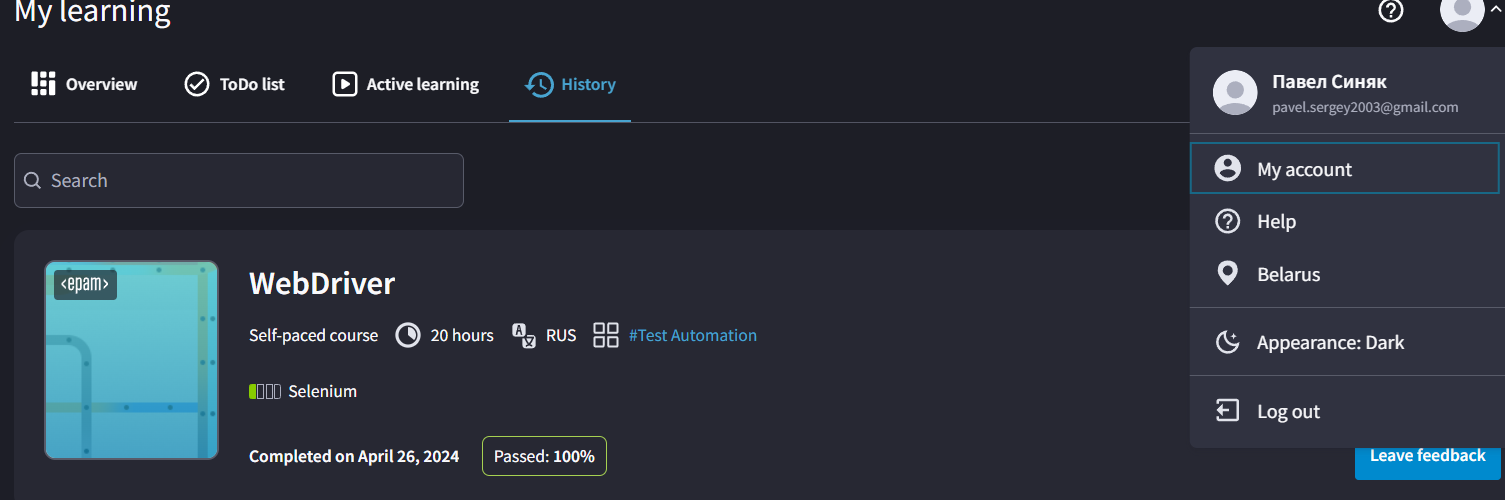 My learning
Overview
ToDo list
Active learning
History
Search
<epam>
WebDriver
Self-paced course
20 hours
RUS
#Test Automation
Selenium
Completed on April 26, 2024
Passed: 100%
Павел Синяк
pavel.sergey2003@gmail.com
My account
Help
Belarus
Appearance: Dark
Log out
Leave feedback